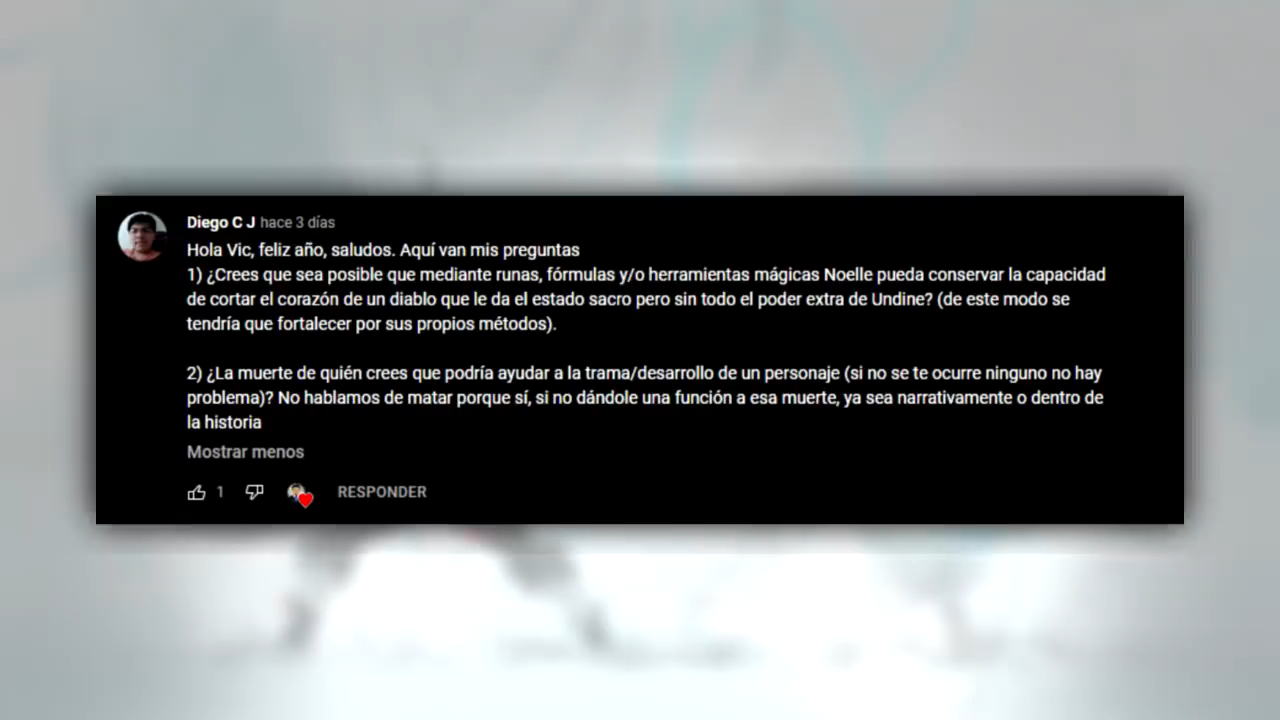 Diego C J hace 3 días
Hola Vic, feliz año, saludos. Aquí van mis preguntas
1) ¿Crees que sea posible que mediante runas, fórmulas y/o herramientas mágicas Noelle pueda conservar la capacidad
de cortar el corazón de un diablo que le da el estado sacro pero sin todo el poder extra de Undine? (de este modo se
tendría que fortalecer por sus propios métodos).
2) ¿La muerte de quién crees que podría ayudar a la trama/desarrollo de un personaje (si no se te ocurre ninguno no hay
problema)? No hablamos de matar porque sí, si no dándole una función a esa muerte, ya sea narrativamente o dentro de
la historia
Mostrar menos
1 RESPONDER